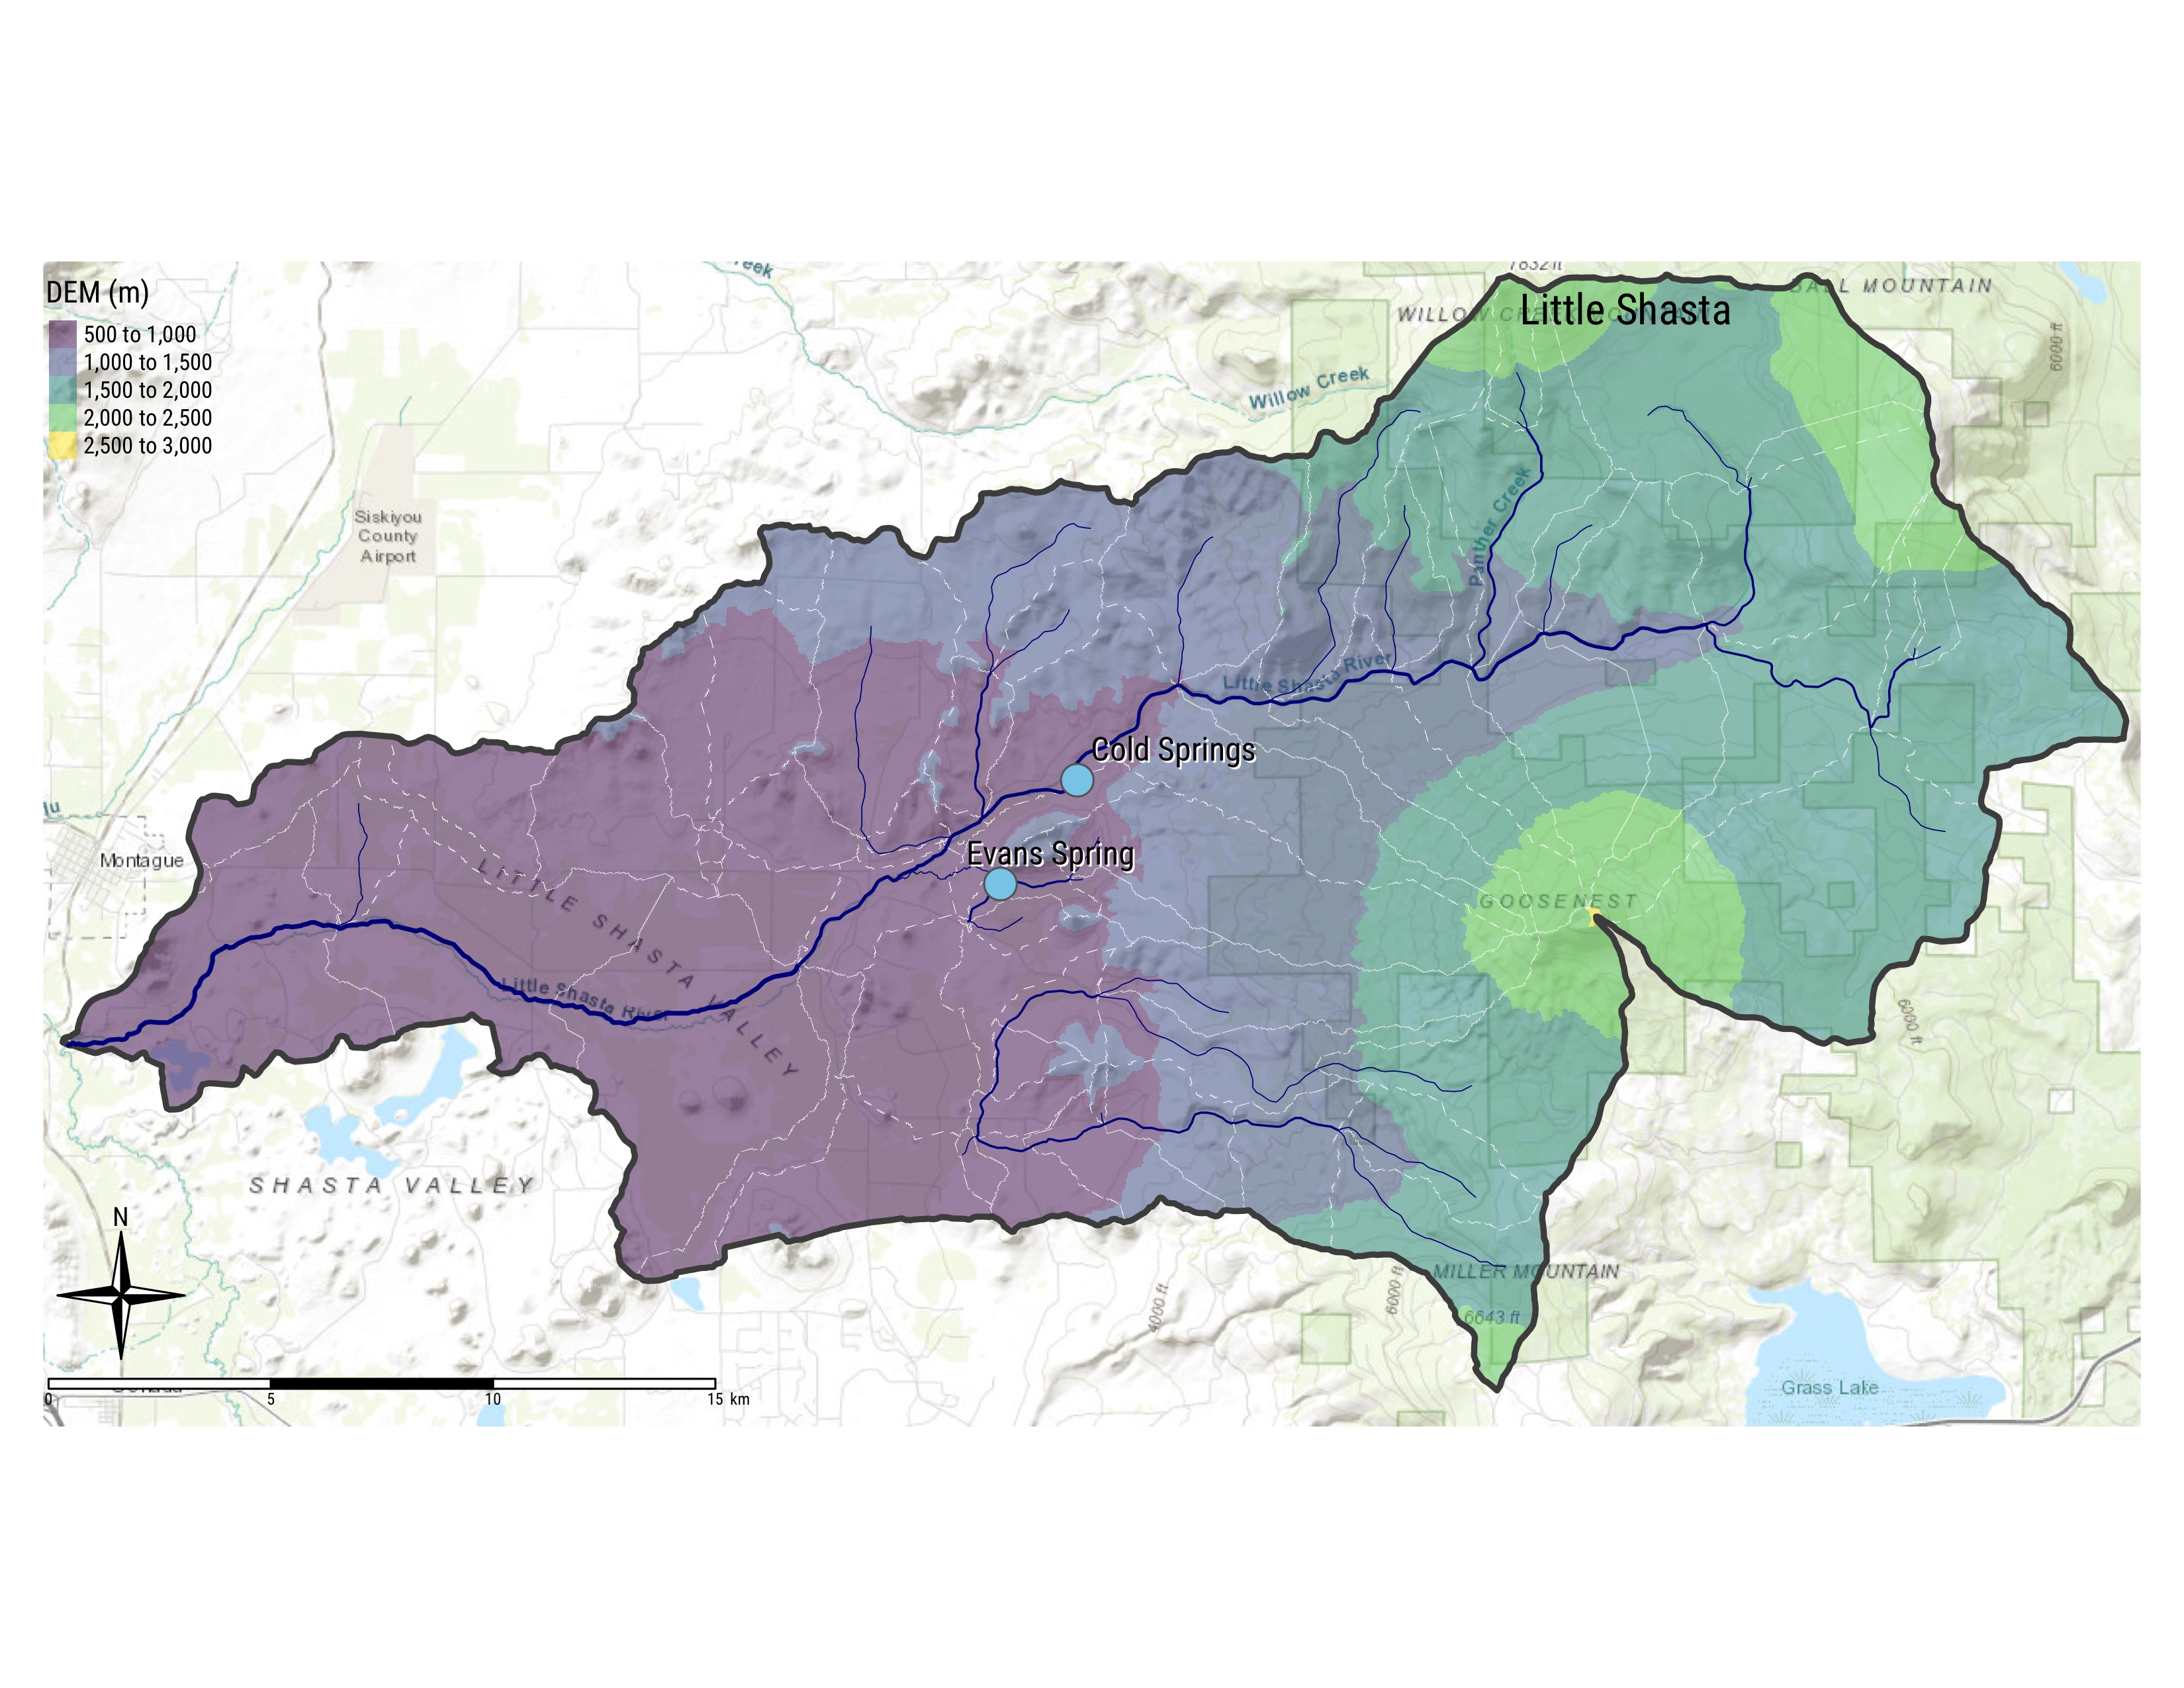 7832 ft
DEM (m)
BALL MOUNTAIN
Little Shasta
500 to 1,000
1,000 to 1,500
1,500 to 2,000
2,000 to 2,500
2,500 to 3,000
6000 ft
Willow Creek
Siskiyou
County
Airport
Panther Creek
Little Shasta River
Cold Springs
Montague
Evans Spring
LITTLE SHASTA VALLEY
GOOSENEST
Little Shasta River
6000 ft
SHASTA VALLEY
N
MILLER MOUNTAIN
4000 ft
6000 ft
6643 ft
Grass Lake
0 5 10 15 km